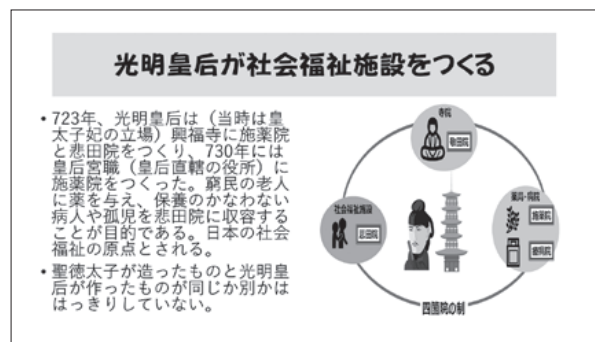 光明皇后が社会福祉施設をつくる
• 723年、光明皇后は（当時は皇
太子妃の立場）興福寺に施薬院
と悲田院をつくり、730年には
皇后宮職（皇后直轄の役所）に
施薬院をつくった。窮民の老人
に薬を与え、保養のかなわない
病人や孤児を悲田院に収容する
ことが目的である。日本の社会
福祉の原点とされる。
• 聖徳太子が造ったものと光明皇
后が作ったものが同じか別かは
はっきりしていない。
寺院
敬田院
社会福祉施設
悲田院
薬局・病院
施薬院
療病院
四箇院の制